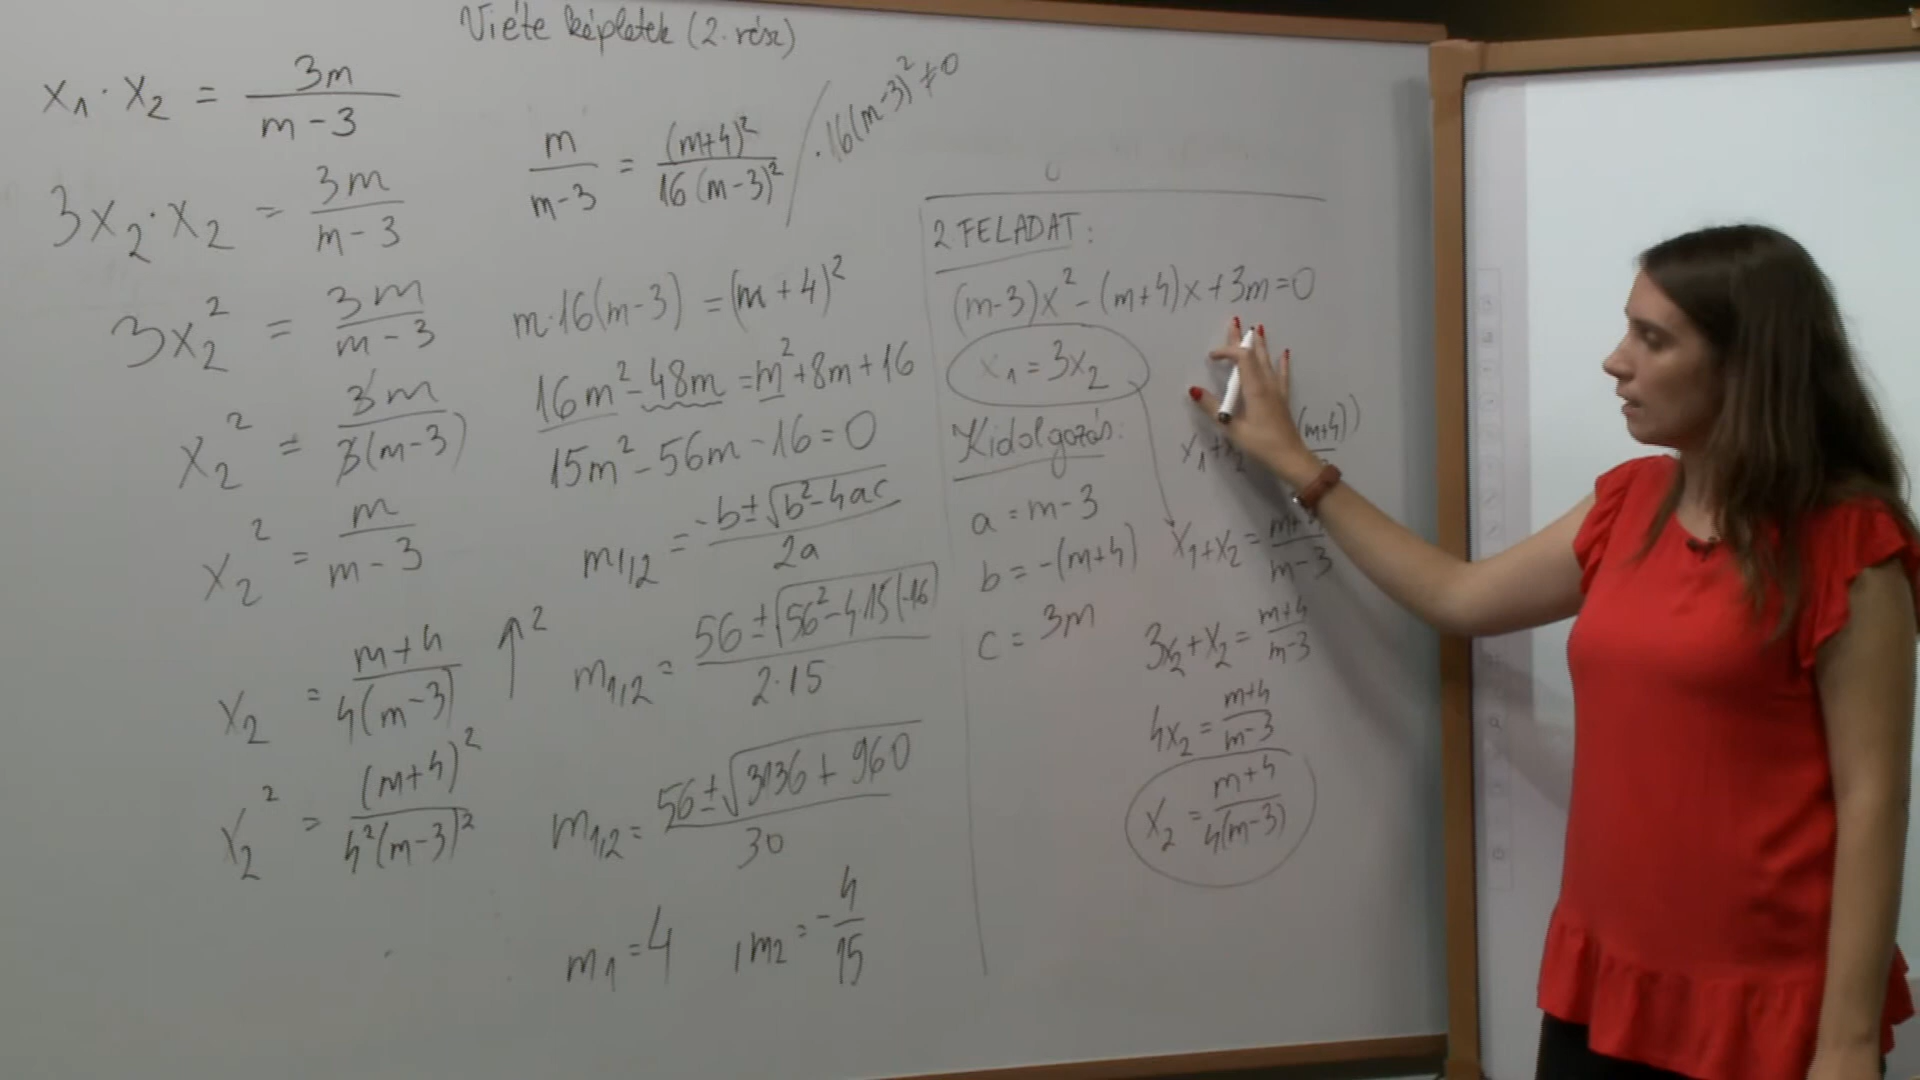 Viéte képletek (2. rész)
x₁ · x₂ = 3m / (m-3)
3x₂ · x₂ = 3m / (m-3)
3x₂² = 3m / (m-3)
x₂² = 3m / 3(m-3)
x₂² = m / (m-3)
x₂ = (m+4) / 4(m-3) ↑²
x₂² = (m+4)² / 4²(m-3)²
m / (m-3) = (m+4)² / 16(m-3)² / · 16(m-3)² ≠ 0
m·16(m-3) = (m+4)²
16m² - 48m = m² + 8m + 16
15m² - 56m - 16 = 0
m₁,₂ = (-b ± √(b² - 4ac)) / 2a
m₁,₂ = (56 ± √(56² - 4·15(-16)) / 2·15
m₁,₂ = (56 ± √(3136 + 960)) / 30
m₁ = 4 , m₂ = -4/15
2. FELADAT:
(m-3)x² - (m+4)x + 3m = 0
x₁ = 3x₂
Kidolgozás:
a = m-3
b = -(m+4)
c = 3m
x₁+x₂ (m+4))
x₁+x₂ = (m+4) / (m-3)
3x₂+x₂ = (m+4) / (m-3)
4x₂ = (m+4) / (m-3)
x₂ = (m+4) / 4(m-3)